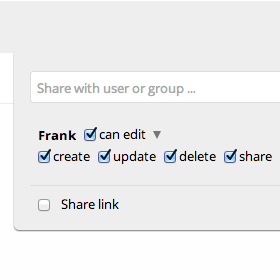 Share with user or group ...
Frank can edit ▼
create update delete share
Share link